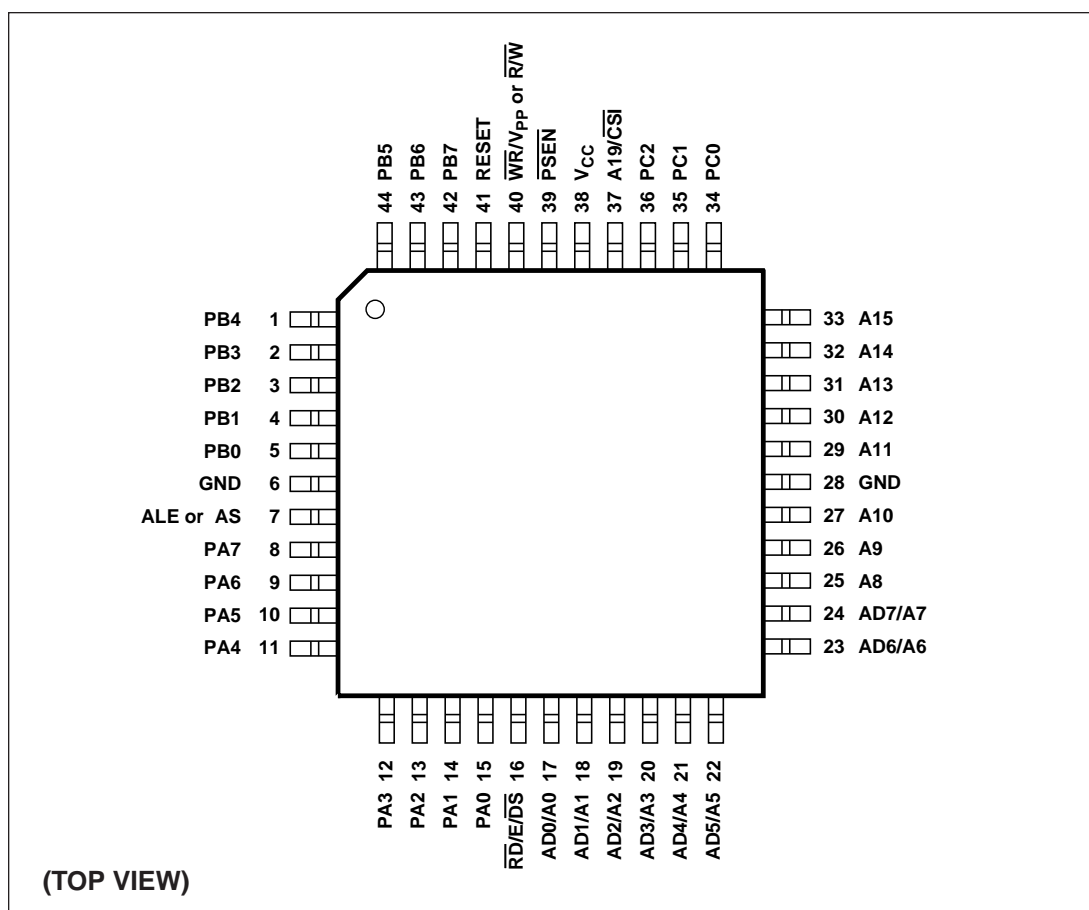 44 PB5
43 PB6
42 PB7
41 RESET
40 W̅R̅/VPP or R̅/̅W̅
39 P̅S̅E̅N̅
38 VCC
37 A19/C̅S̅I̅
36 PC2
35 PC1
34 PC0
PB4 1
PB3 2
PB2 3
PB1 4
PB0 5
GND 6
ALE or AS 7
PA7 8
PA6 9
PA5 10
PA4 11
33 A15
32 A14
31 A13
30 A12
29 A11
28 GND
27 A10
26 A9
25 A8
24 AD7/A7
23 AD6/A6
PA3 12
PA2 13
PA1 14
PA0 15
R̅D̅/E/D̅S̅ 16
AD0/A0 17
AD1/A1 18
AD2/A2 19
AD3/A3 20
AD4/A4 21
AD5/A5 22
(TOP VIEW)